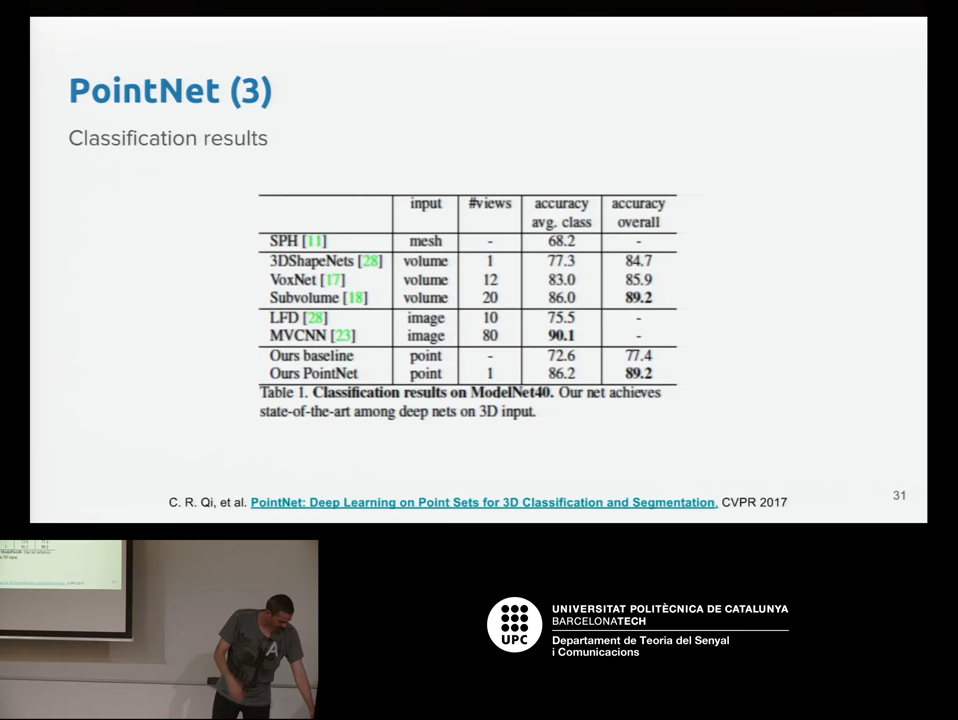 PointNet (3)
Classification results
input #views accuracy accuracy
avg. class overall
SPH [11] mesh - 68.2 -
3DShapeNets [28] volume 1 77.3 84.7
VoxNet [17] volume 12 83.0 85.9
Subvolume [18] volume 20 86.0 89.2
LFD [28] image 10 75.5 -
MVCNN [23] image 80 90.1 -
Ours baseline point - 72.6 77.4
Ours PointNet point 1 86.2 89.2
Table 1. Classification results on ModelNet40. Our net achieves
state-of-the-art among deep nets on 3D input.
C. R. Qi, et al. PointNet: Deep Learning on Point Sets for 3D Classification and Segmentation, CVPR 2017
31
A
UPC
UNIVERSITAT POLITÈCNICA DE CATALUNYA
BARCELONATECH
Departament de Teoria del Senyal
i Comunicacions